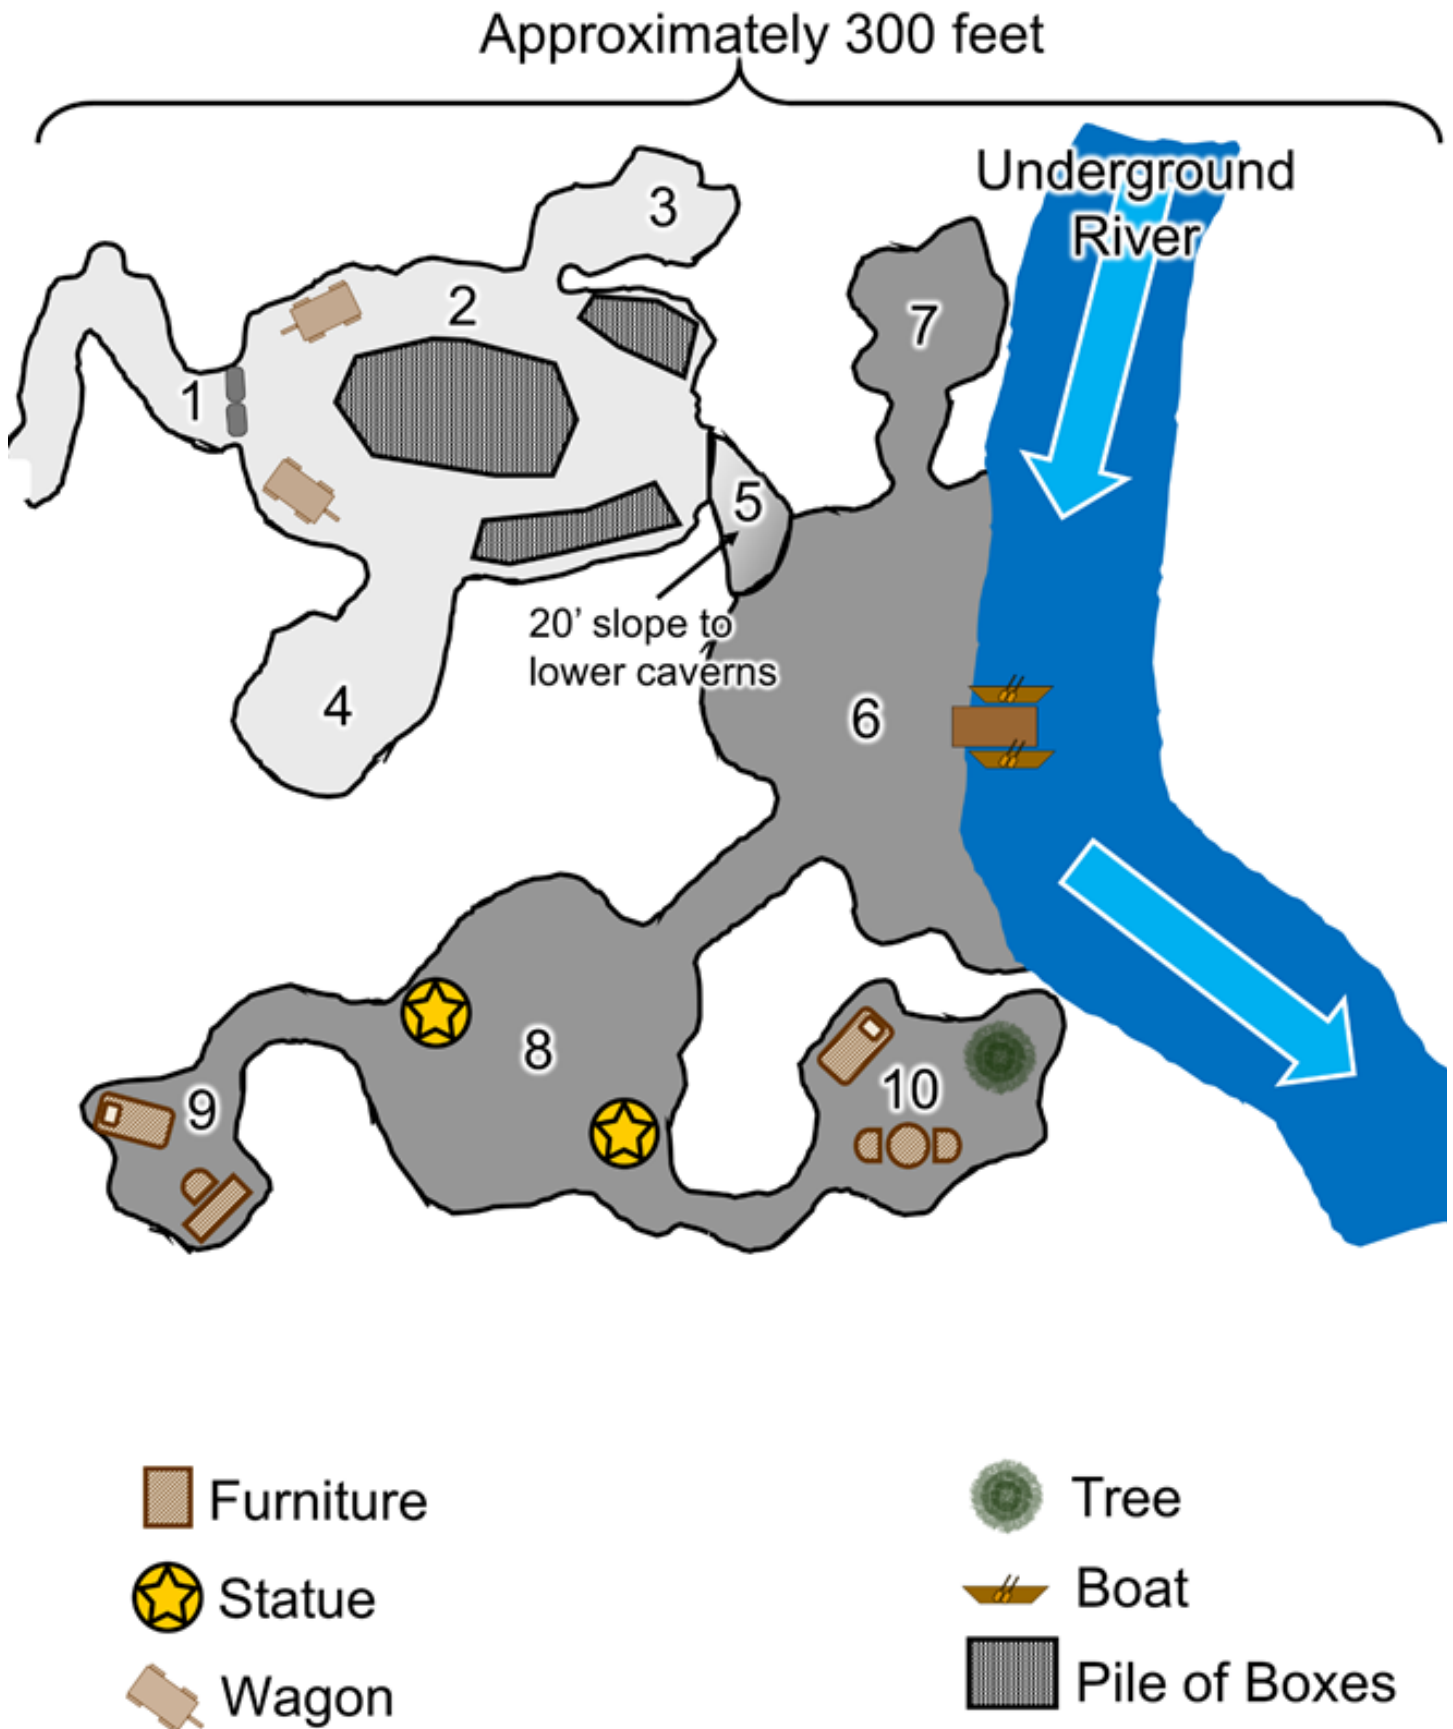 Approximately 300 feet
Underground
River
3
2
7
1
5
20’ slope to
lower caverns
4
6
8
10
9
Furniture
Tree
Statue
Boat
Wagon
Pile of Boxes